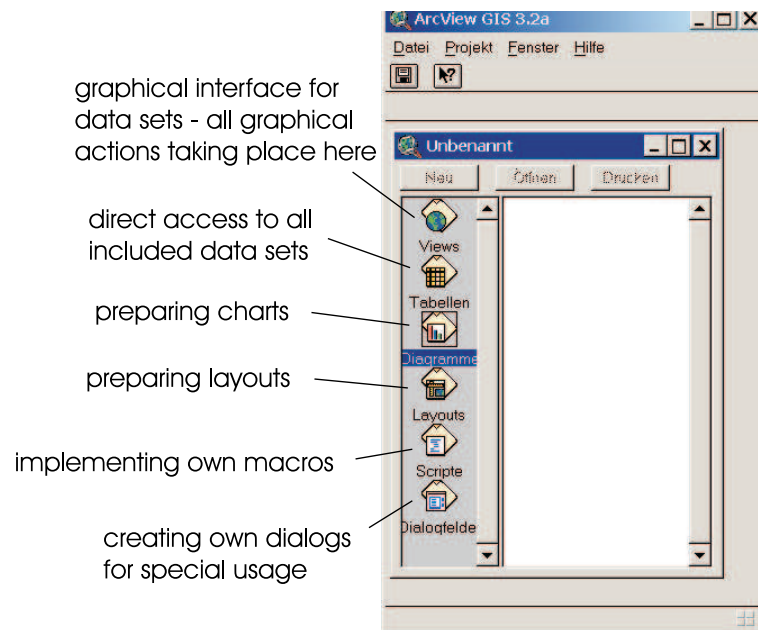 ArcView GIS 3.2a
Datei Projekt Fenster Hilfe
graphical interface for
data sets - all graphical
actions taking place here
Unbenannt
Neu Öffnen Drucken
direct access to all
included data sets
Views
preparing charts
Tabellen
Diagramme
preparing layouts
Layouts
implementing own macros
Scripte
creating own dialogs
for special usage
Dialogfelde